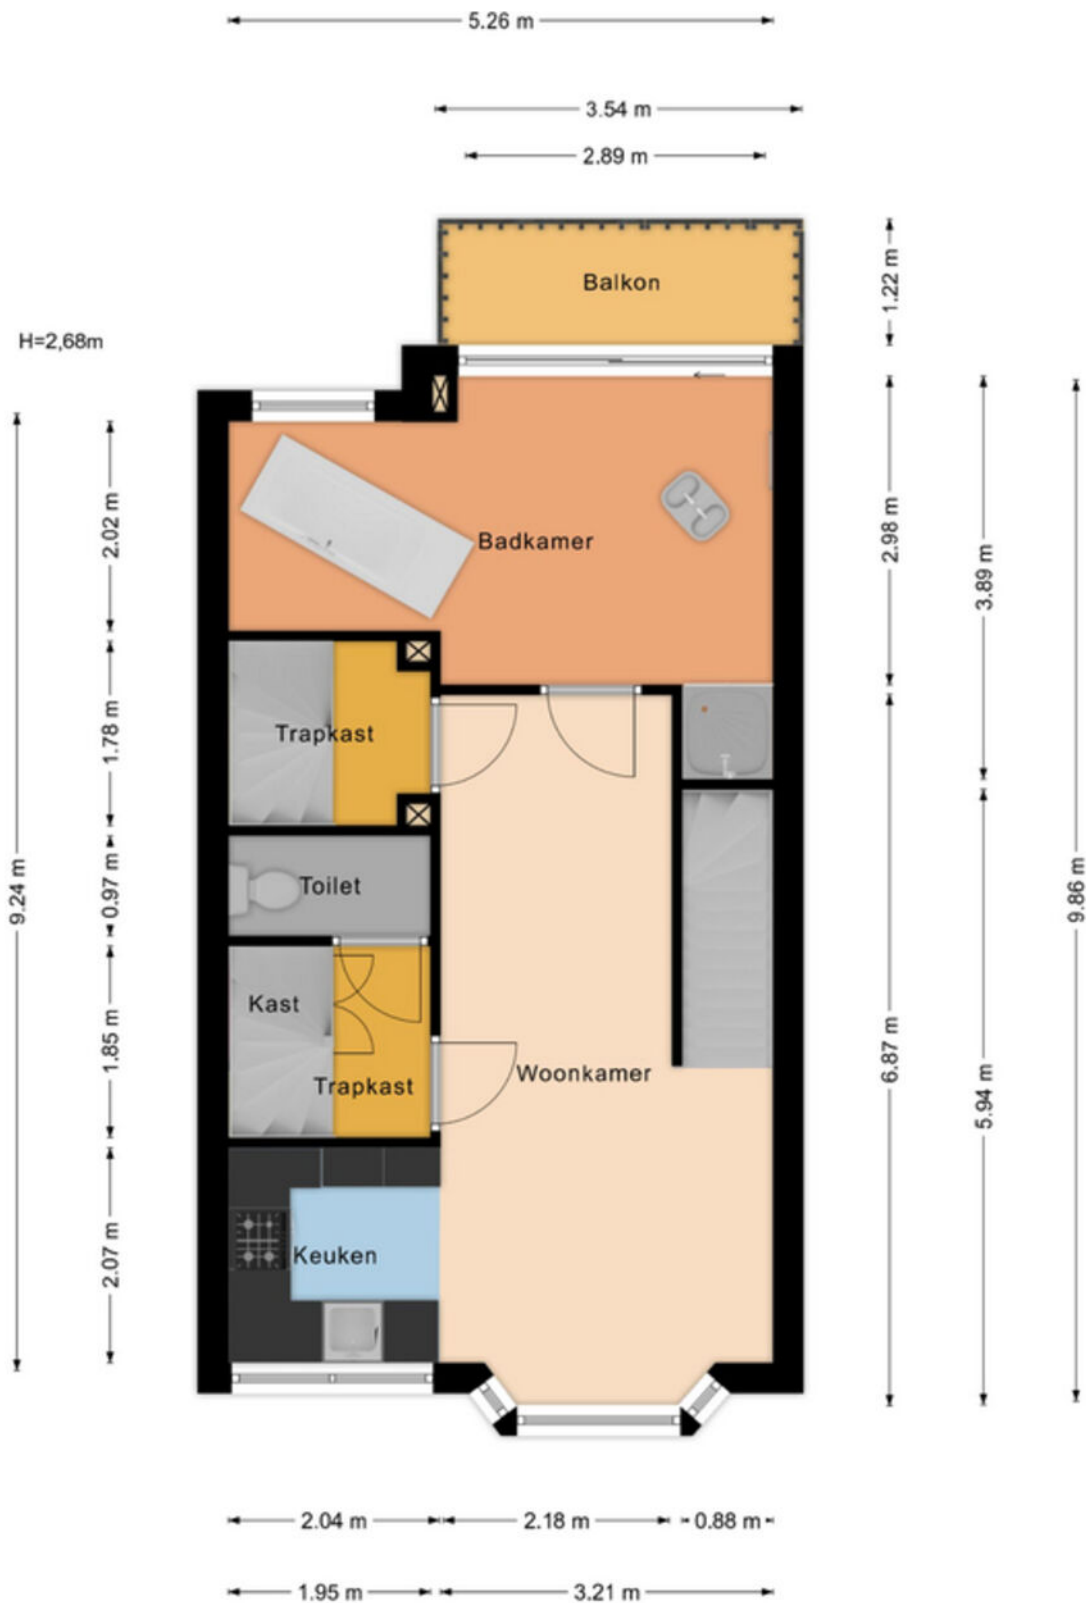 5.26 m
3.54 m
2.89 m
Balkon
1.22 m
H=2,68m
2.02 m
Badkamer
2.98 m
3.89 m
Trapkast
1.78 m
Toilet
0.97 m
9.24 m
9.86 m
Kast
1.85 m
Trapkast
Woonkamer
6.87 m
5.94 m
Keuken
2.07 m
2.04 m
2.18 m
0.88 m
1.95 m
3.21 m